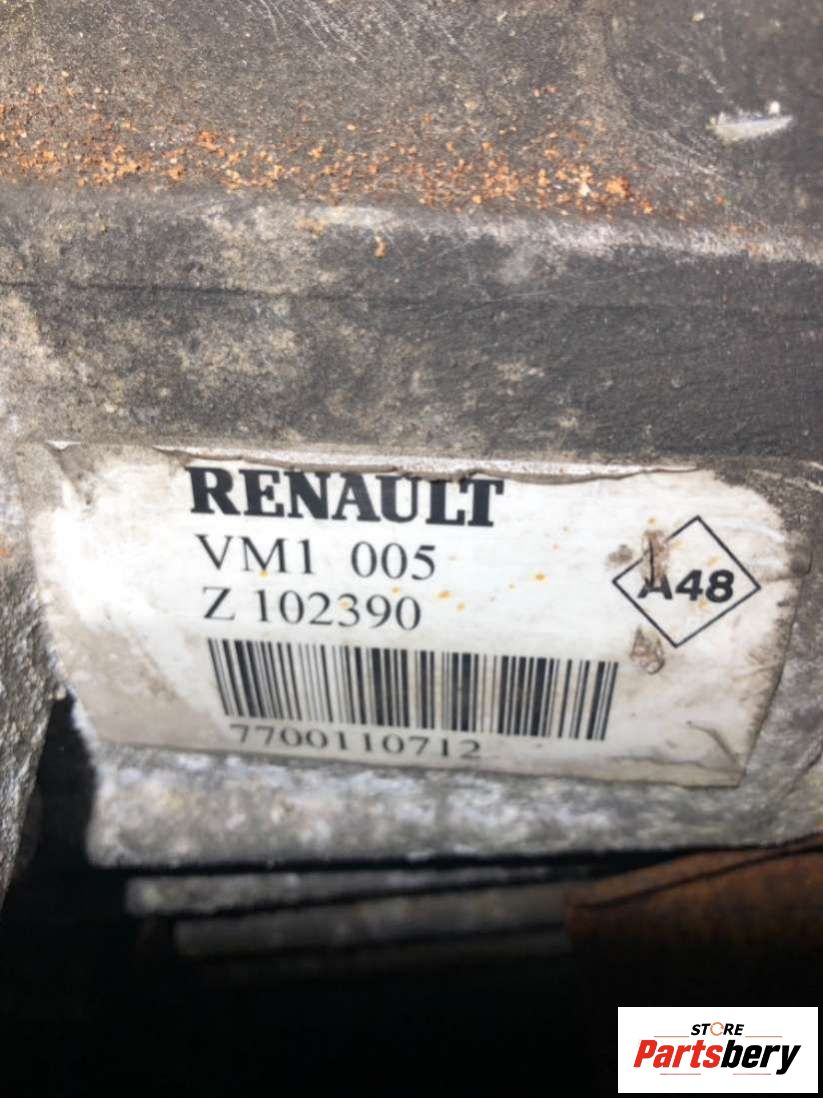 RENAULT
VM1 005
Z 102390
A48
7700110712
STORE
Partsbery